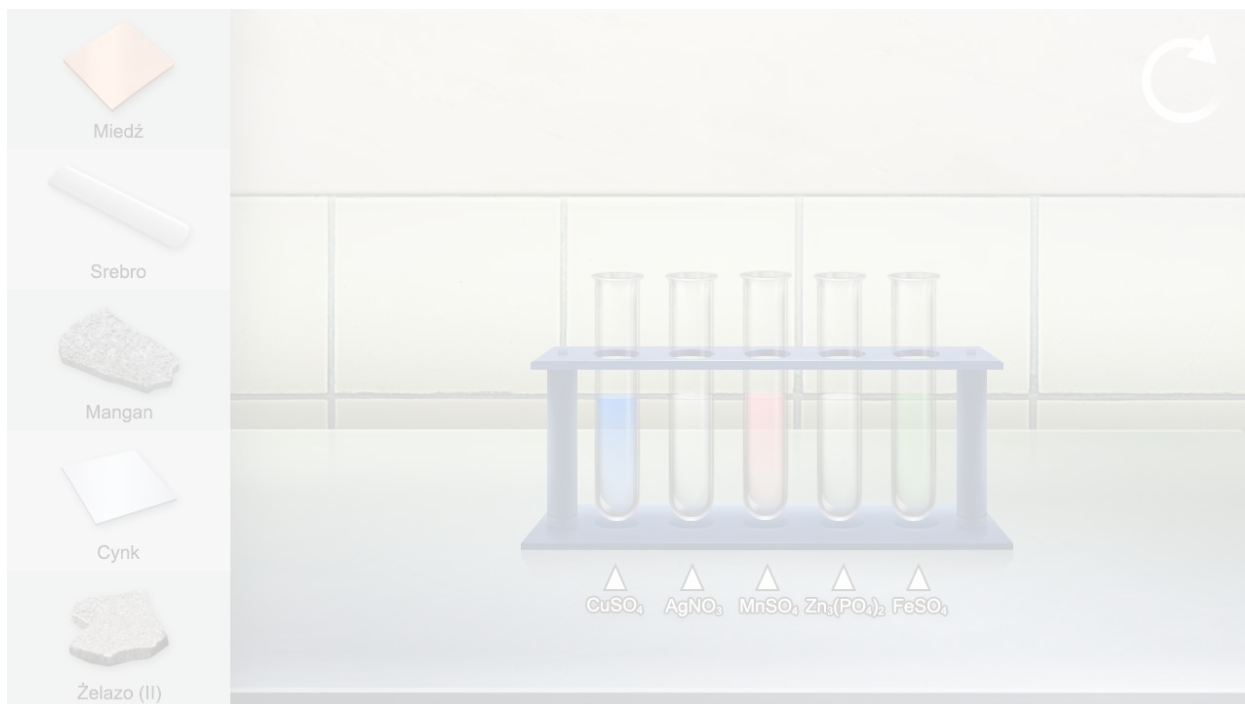 Miedź
Srebro
Mangan
Cynk
Żelazo (II)
CuSO₄ AgNO₃ MnSO₄ Zn₃(PO₄)₂ FeSO₄